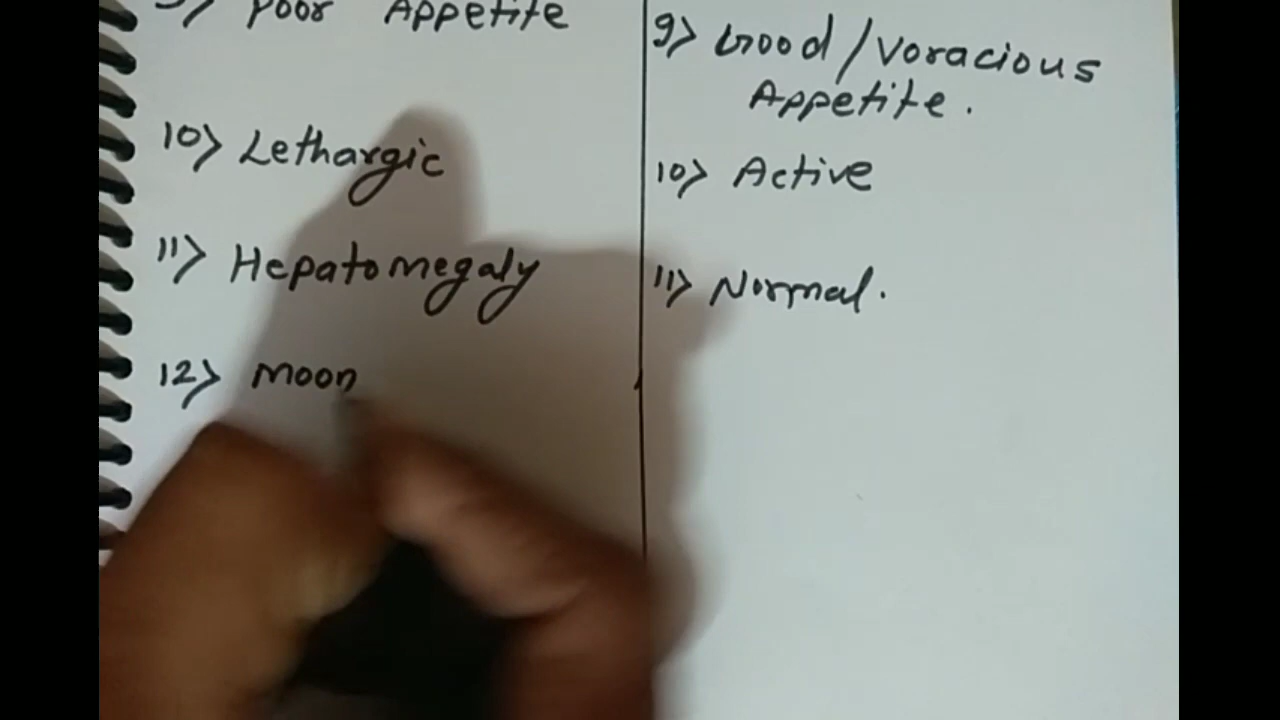 Poor Appetite
10> Lethargic
11> Hepatomegaly
12> Moon
9> Good/Voracious
Appetite.
10> Active
11> Normal.